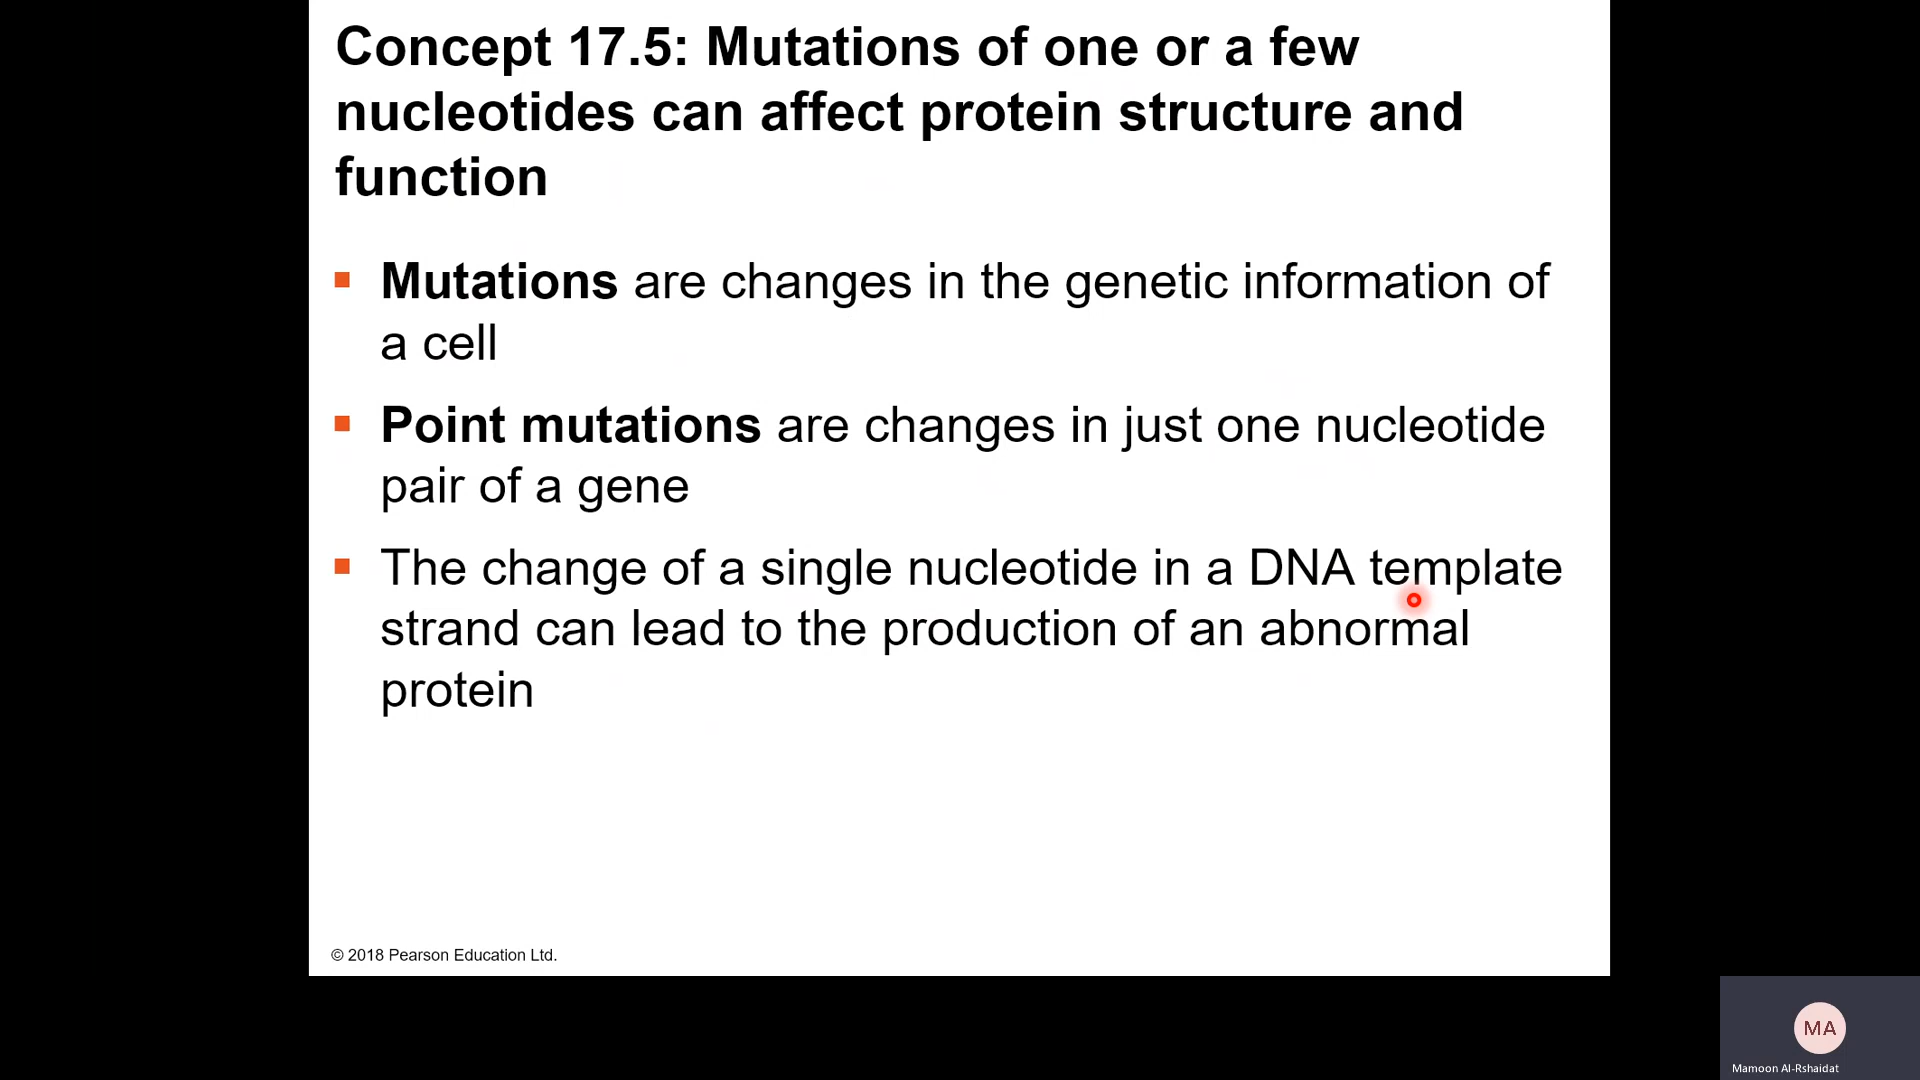 Concept 17.5: Mutations of one or a few
nucleotides can affect protein structure and
function
Mutations are changes in the genetic information of
a cell
Point mutations are changes in just one nucleotide
pair of a gene
The change of a single nucleotide in a DNA template
strand can lead to the production of an abnormal
protein
© 2018 Pearson Education Ltd.
MA
Mamoon Al-Rshaidat